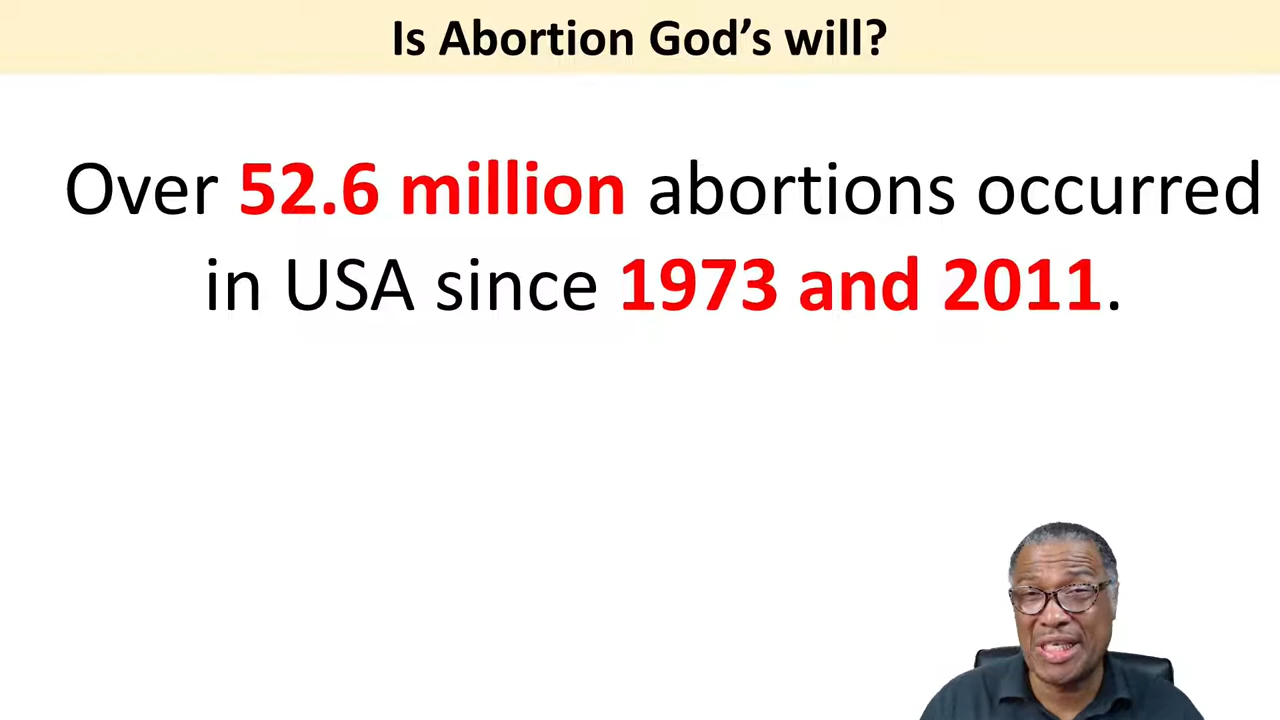 Is Abortion God’s will?
Over 52.6 million abortions occurred
in USA since 1973 and 2011.